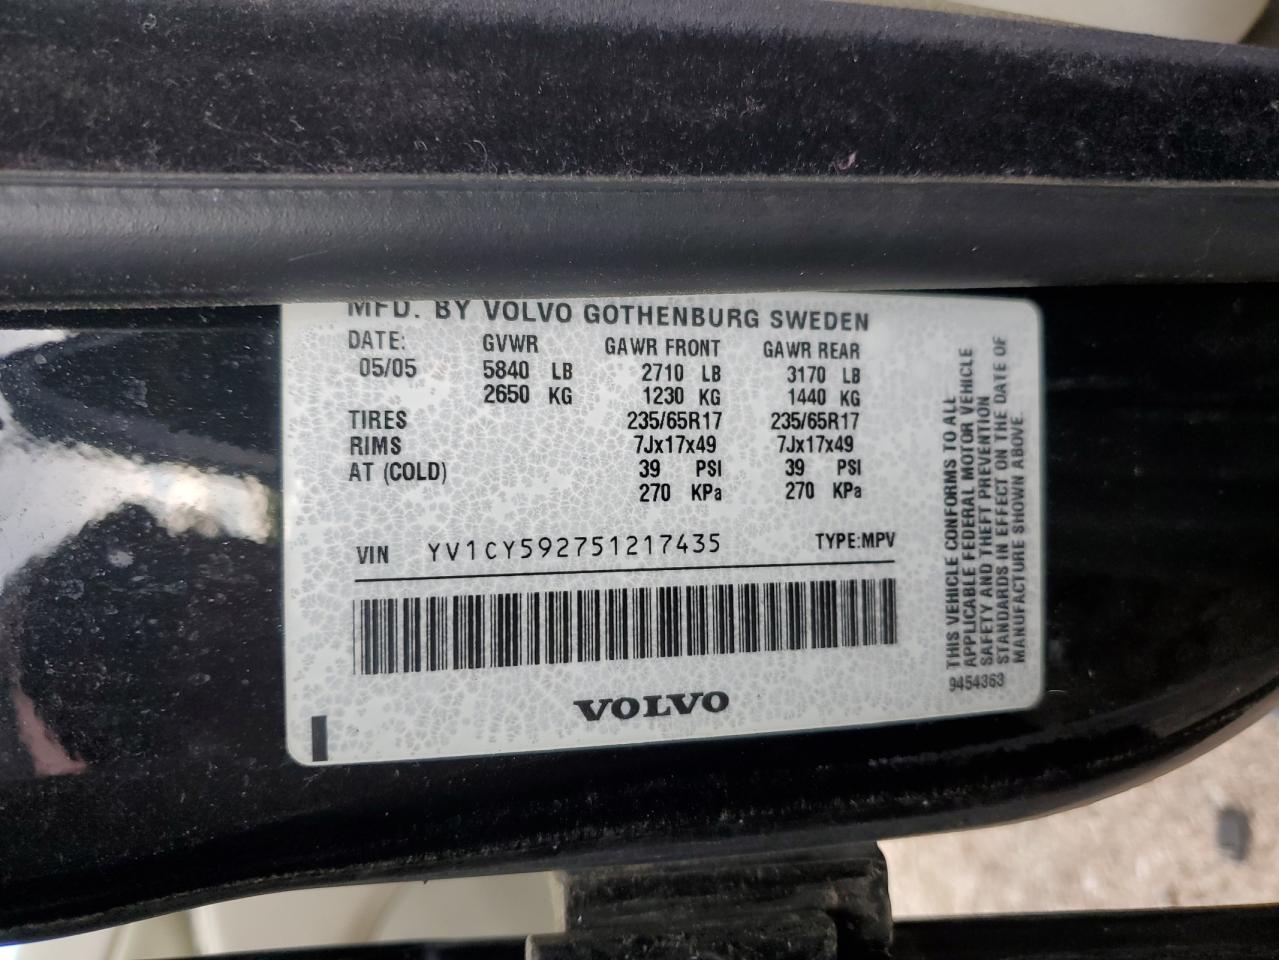 MFD. BY VOLVO GOTHENBURG SWEDEN
DATE: GVWR GAWR FRONT GAWR REAR
05/05 5840 LB 2710 LB 3170 LB
2650 KG 1230 KG 1440 KG
TIRES 235/65R17 235/65R17
RIMS 7Jx17x49 7Jx17x49
AT (COLD) 39 PSI 39 PSI
270 KPa 270 KPa
VIN YV1CY592751217435 TYPE:MPV
VOLVO
THIS VEHICLE CONFORMS TO ALL
APPLICABLE FEDERAL MOTOR VEHICLE
SAFETY AND THEFT PREVENTION
STANDARDS IN EFFECT ON THE DATE OF
MANUFACTURE SHOWN ABOVE.
9454363